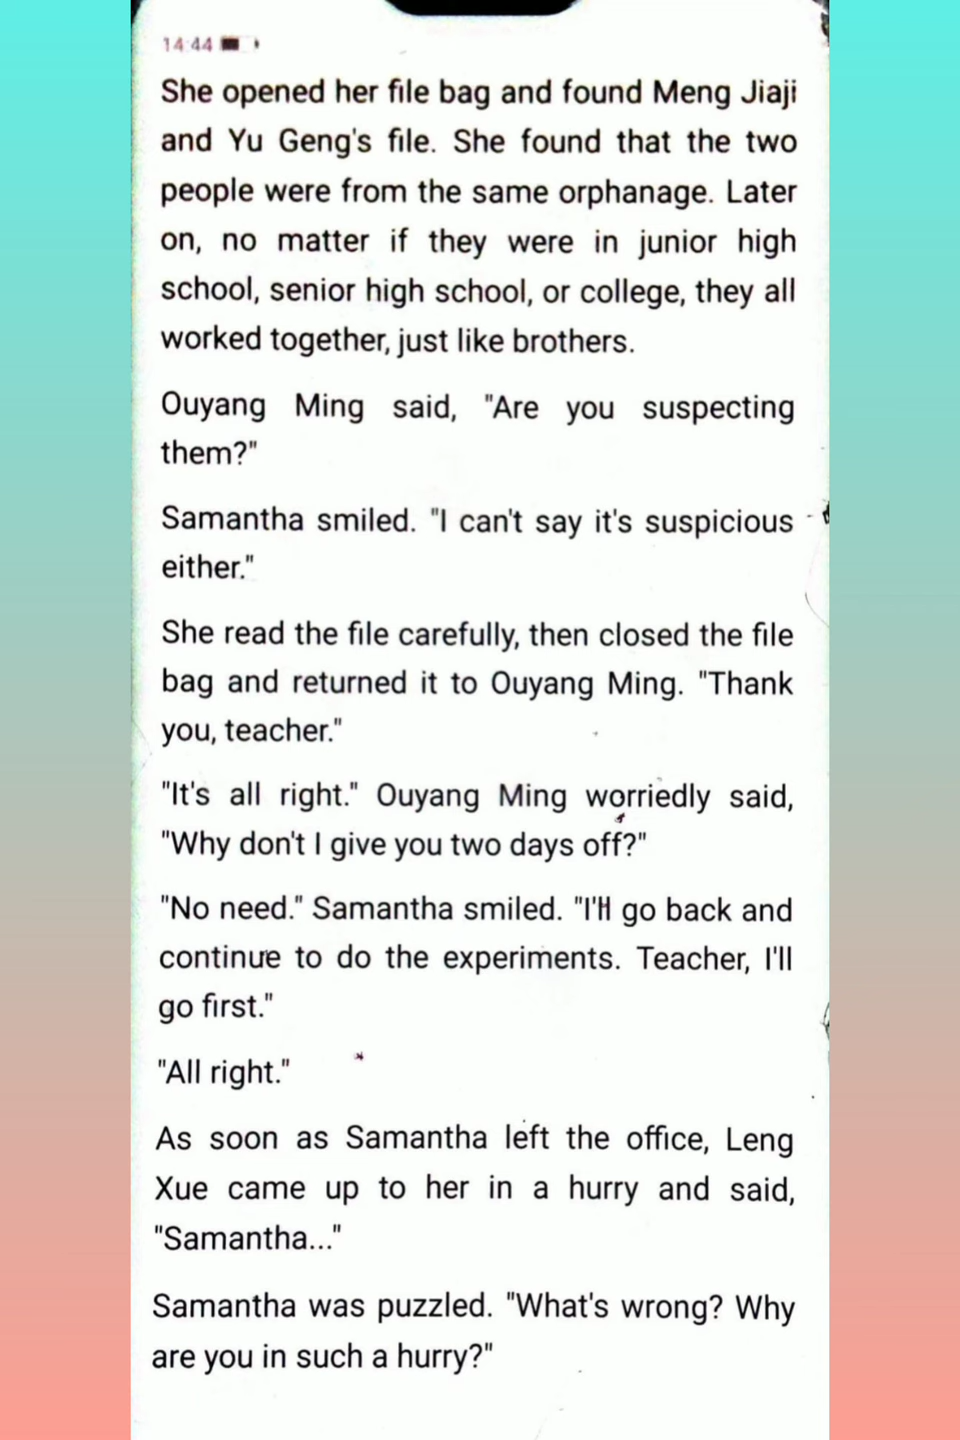 14:44
She opened her file bag and found Meng Jiaji
and Yu Geng's file. She found that the two
people were from the same orphanage. Later
on, no matter if they were in junior high
school, senior high school, or college, they all
worked together, just like brothers.
Ouyang Ming said, "Are you suspecting
them?"
Samantha smiled. "I can't say it's suspicious
either."
She read the file carefully, then closed the file
bag and returned it to Ouyang Ming. "Thank
you, teacher."
"It's all right." Ouyang Ming worriedly said,
"Why don't I give you two days off?"
"No need." Samantha smiled. "I'll go back and
continue to do the experiments. Teacher, I'll
go first."
"All right."
As soon as Samantha left the office, Leng
Xue came up to her in a hurry and said,
"Samantha..."
Samantha was puzzled. "What's wrong? Why
are you in such a hurry?"